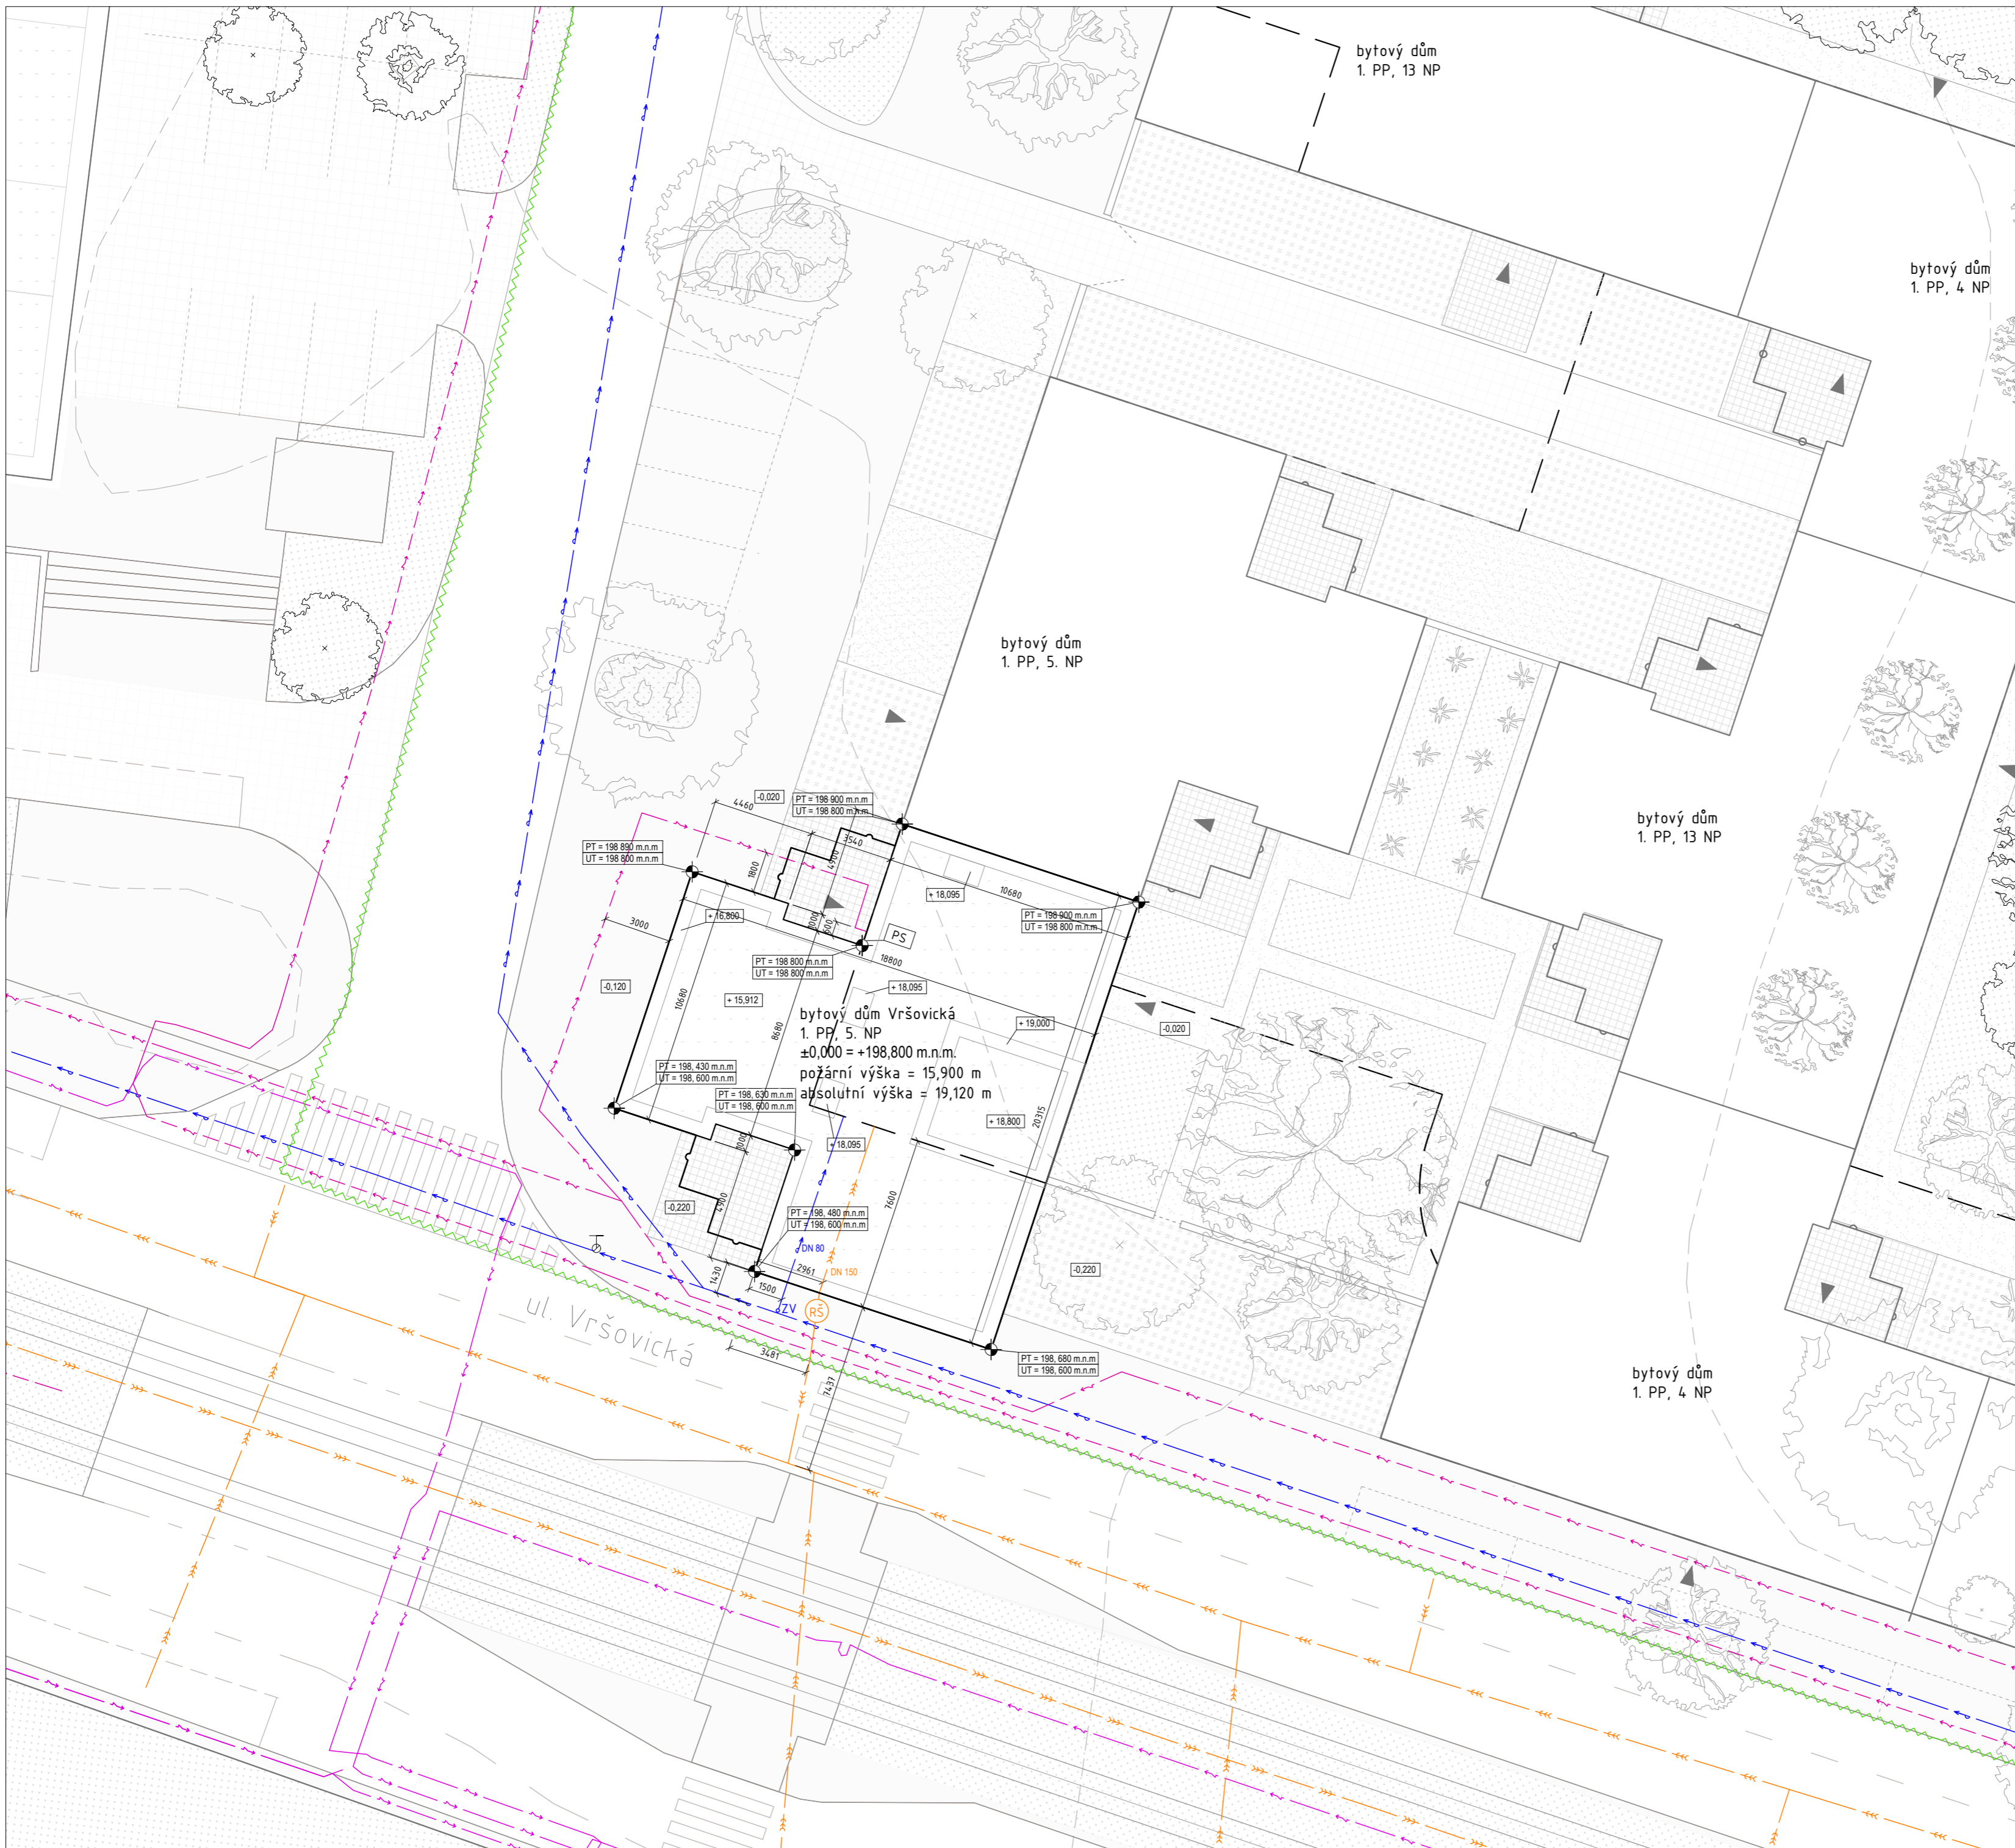 bytový dům
1. PP, 13 NP
bytový dům
1. PP, 4 NP
bytový dům
1. PP, 5. NP
bytový dům
1. PP, 13 NP
-0,020
4460
PT = 198 900 m.n.m
UT = 198 800 m.n.m
3540
4900
1800
PT = 198 890 m.n.m
UT = 198 800 m.n.m
+ 18,095
10680
+ 16,800
3000
PT = 198 900 m.n.m
UT = 198 800 m.n.m
PS
PT = 198 800 m.n.m
UT = 198 800 m.n.m
18800
-0,120
10680
+ 15,912
+ 18,095
8680
bytový dům Vršovická
1. PP, 5. NP
±0,000 = +198,800 m.n.m.
požární výška = 15,900 m
absolutní výška = 19,120 m
+ 19,000
-0,020
PT = 198, 430 m.n.m
UT = 198, 600 m.n.m
PT = 198, 630 m.n.m
UT = 198, 600 m.n.m
+ 18,800
20315
+ 18,095
-0,220
4900
7600
PT = 198, 480 m.n.m
UT = 198, 600 m.n.m
DN 80
DN 150
2961
1430
1500
-0,220
ZV
RŠ
ul. Vršovická
3481
7437
PT = 198, 680 m.n.m
UT = 198, 600 m.n.m
bytový dům
1. PP, 4 NP